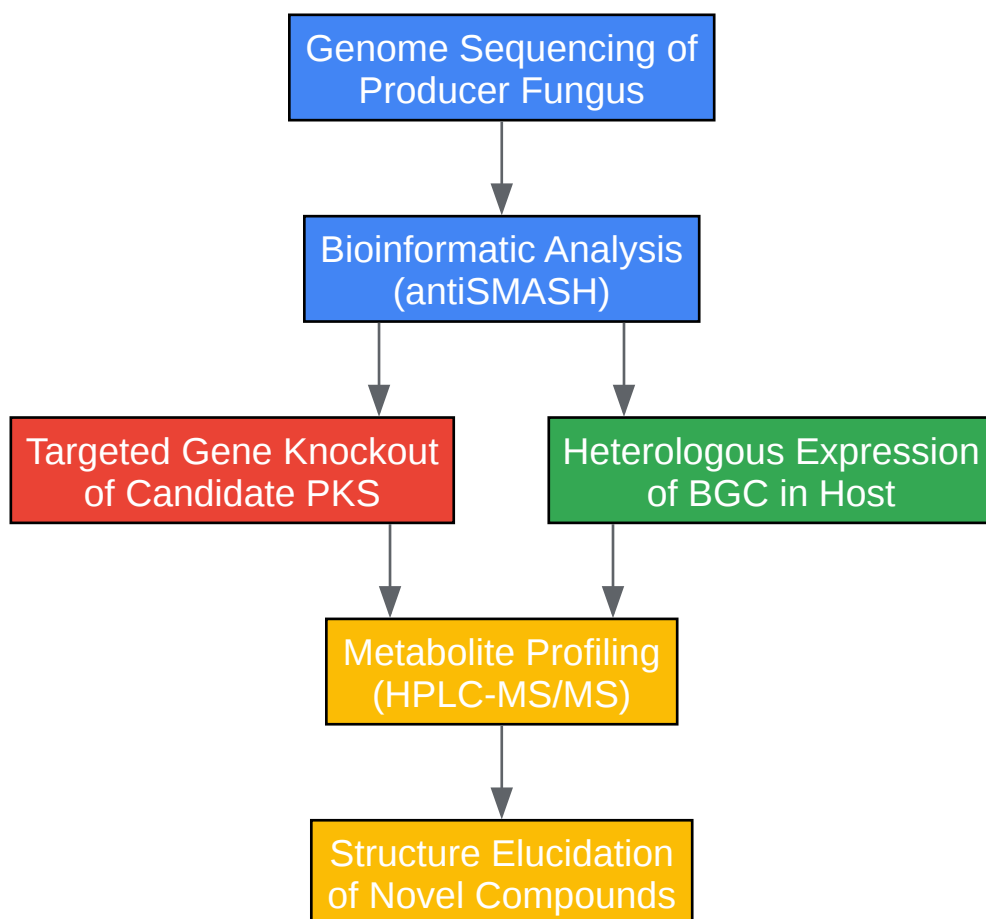 Genome Sequencing of
Producer Fungus
Bioinformatic Analysis
(antiSMASH)
Targeted Gene Knockout
of Candidate PKS
Heterologous Expression
of BGC in Host
Metabolite Profiling
(HPLC-MS/MS)
Structure Elucidation
of Novel Compounds